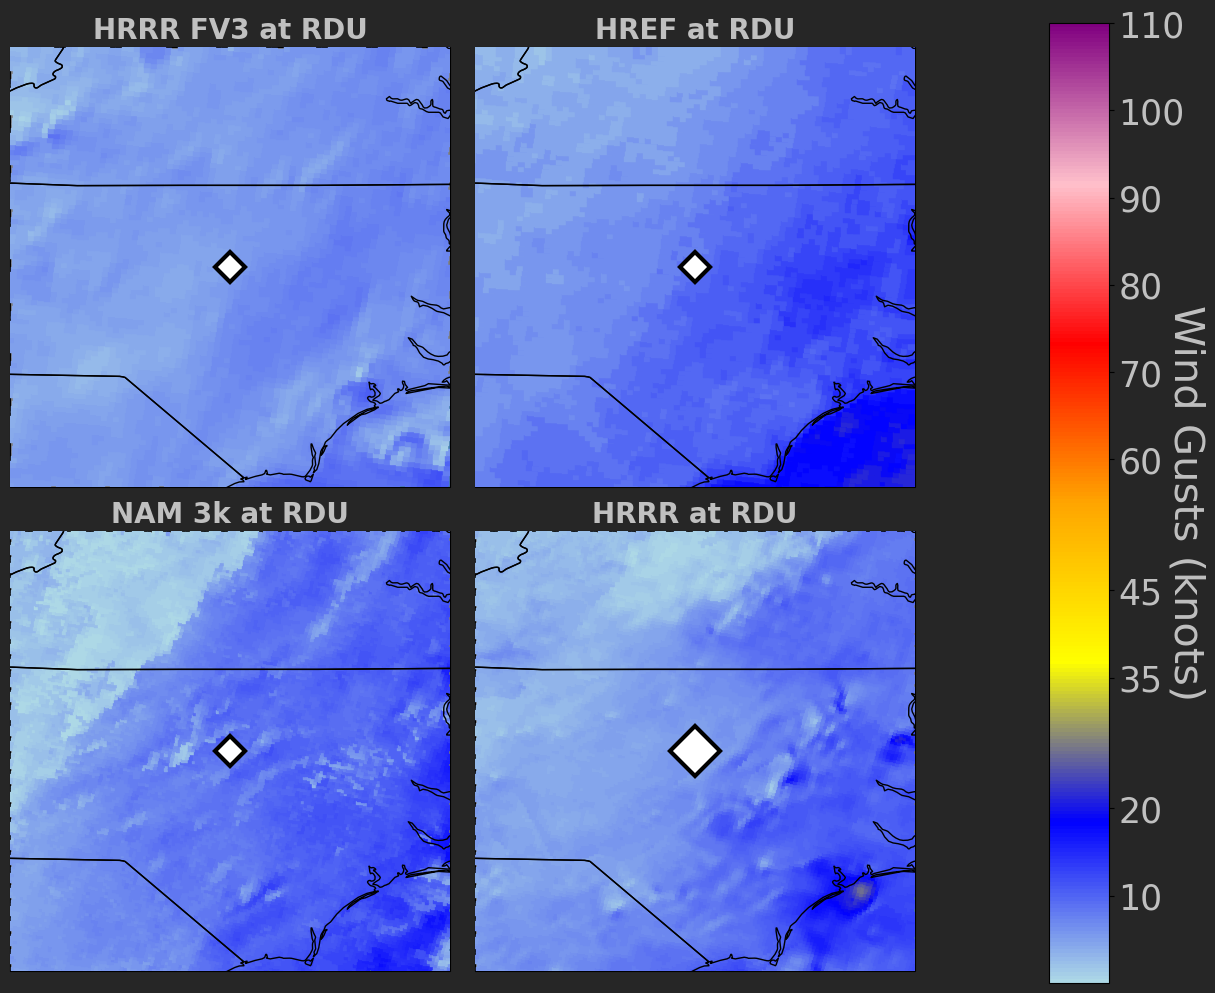 HRRR FV3 at RDU
HREF at RDU
NAM 3k at RDU
HRRR at RDU
110
100
90
80
70
60
45
35
20
10
Wind Gusts (knots)